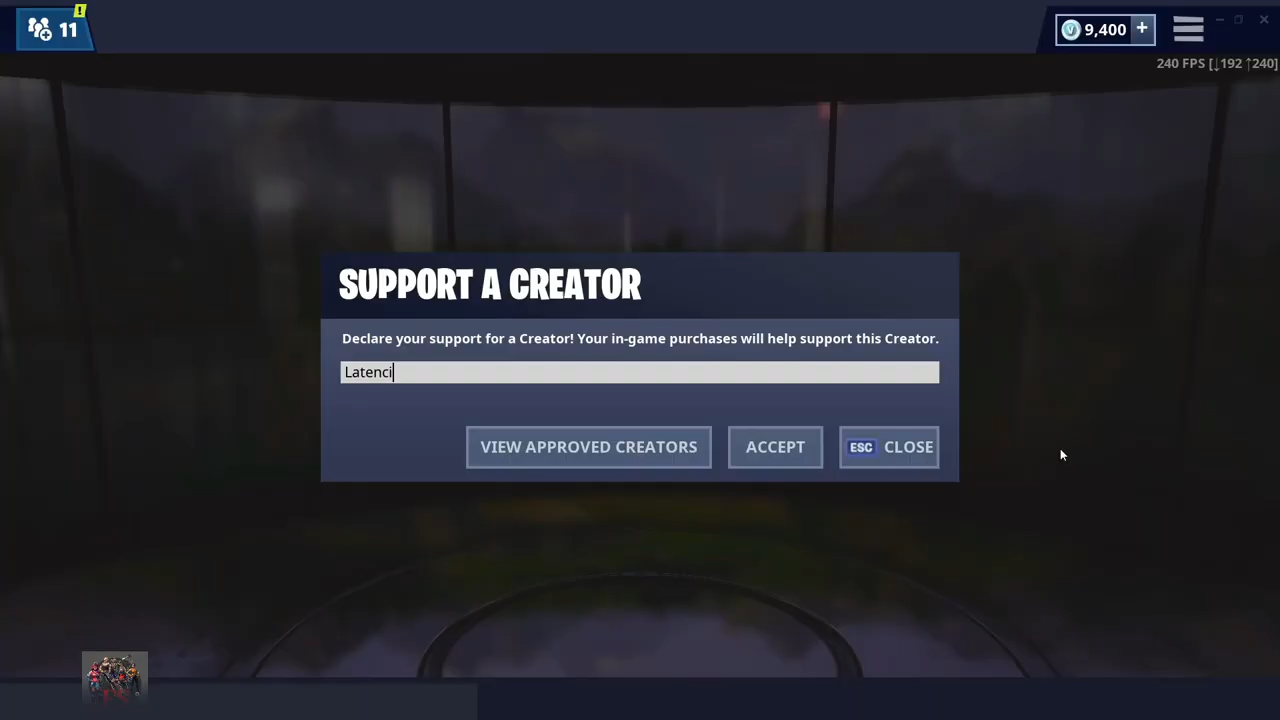 !
11
9,400 +
240 FPS [↓192 ↑240]
SUPPORT A CREATOR
Declare your support for a Creator! Your in-game purchases will help support this Creator.
Latenci
VIEW APPROVED CREATORS
ACCEPT
ESC CLOSE